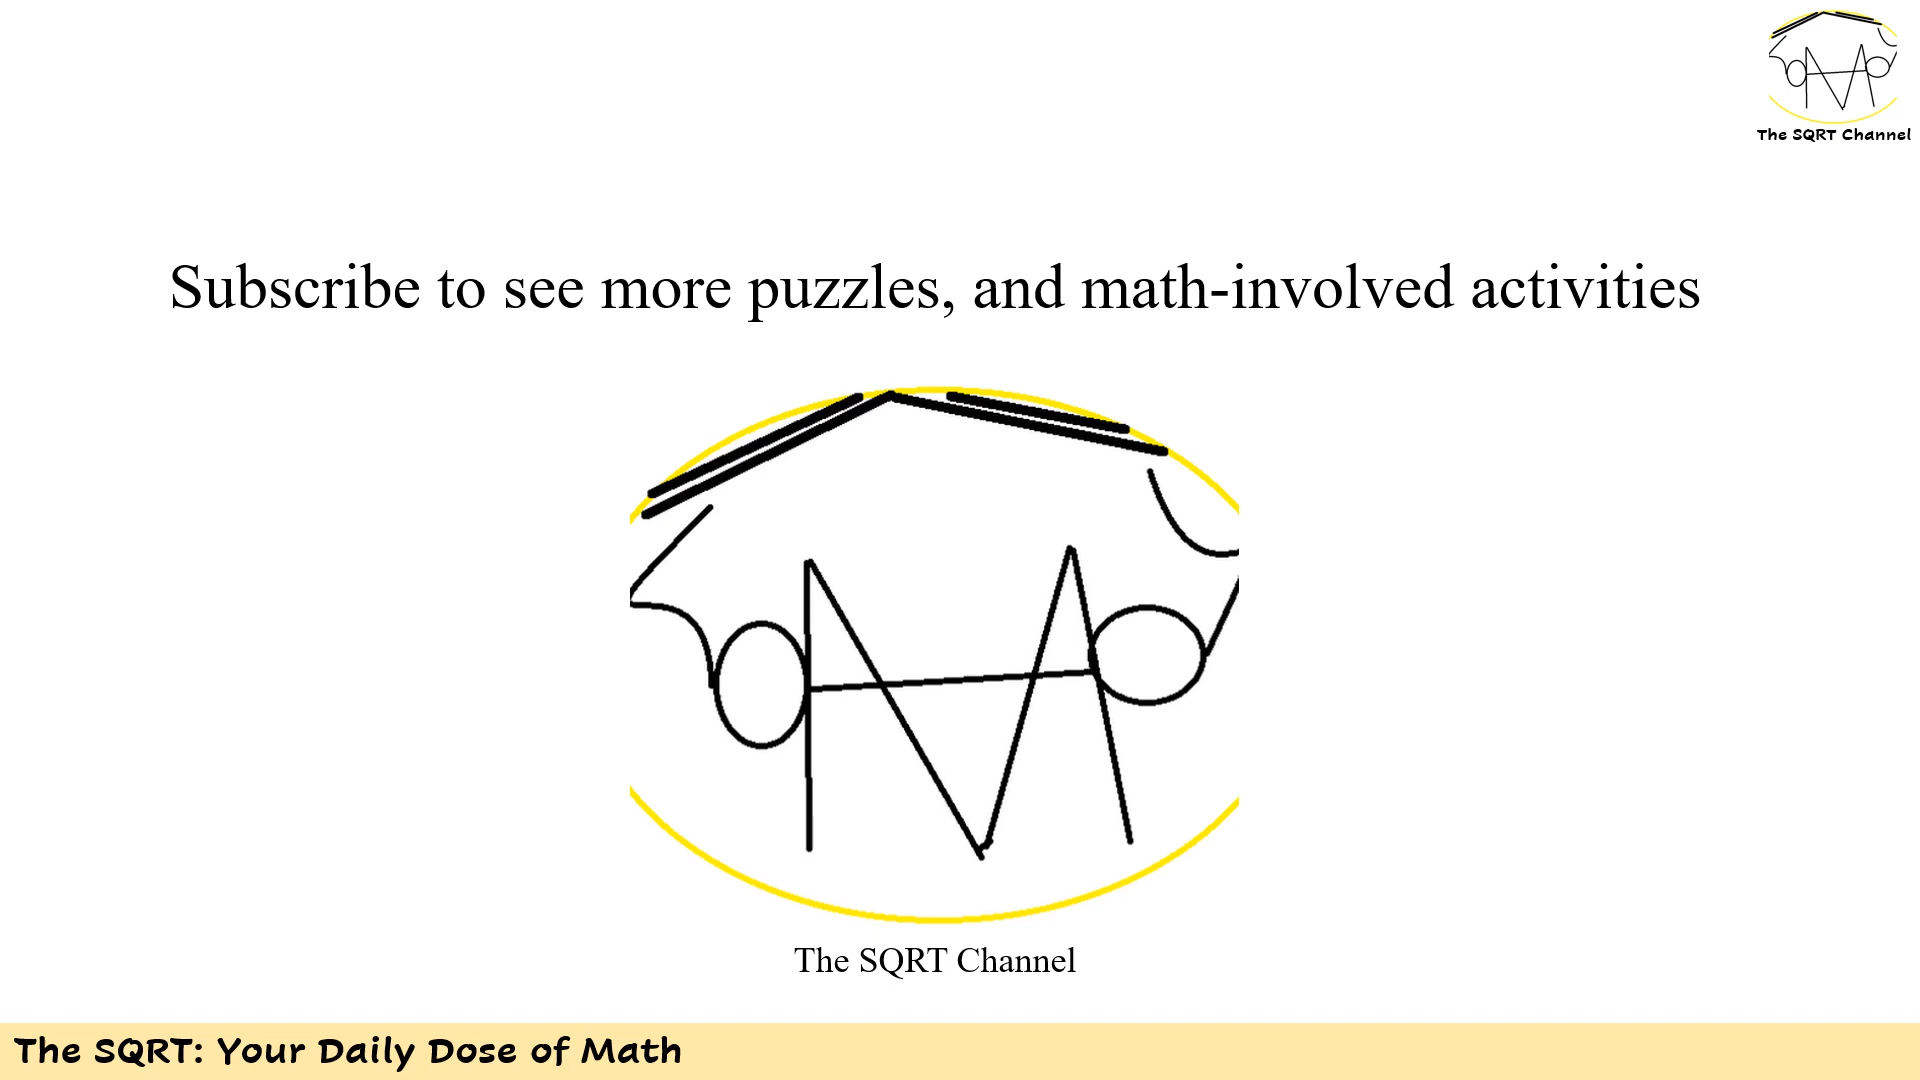 The SQRT Channel
Subscribe to see more puzzles, and math-involved activities
The SQRT Channel
The SQRT: Your Daily Dose of Math